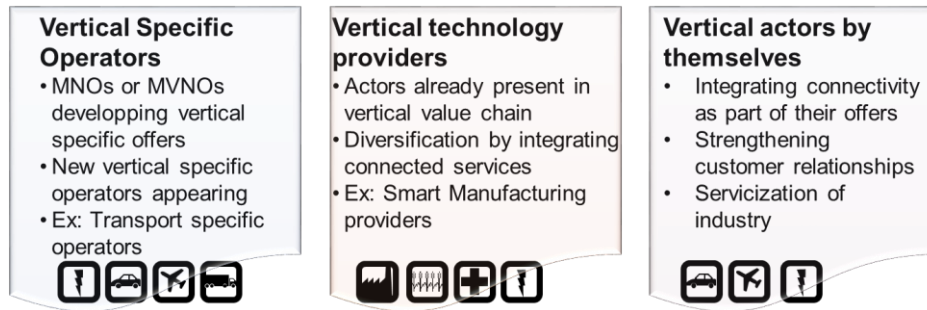 Vertical Specific
Operators
• MNOs or MVNOs
developping vertical
specific offers
• New vertical specific
operators appearing
• Ex: Transport specific
operators
Vertical technology
providers
• Actors already present in
vertical value chain
• Diversification by integrating
connected services
• Ex: Smart Manufacturing
providers
Vertical actors by
themselves
• Integrating connectivity
as part of their offers
• Strengthening
customer relationships
• Servicization of
industry